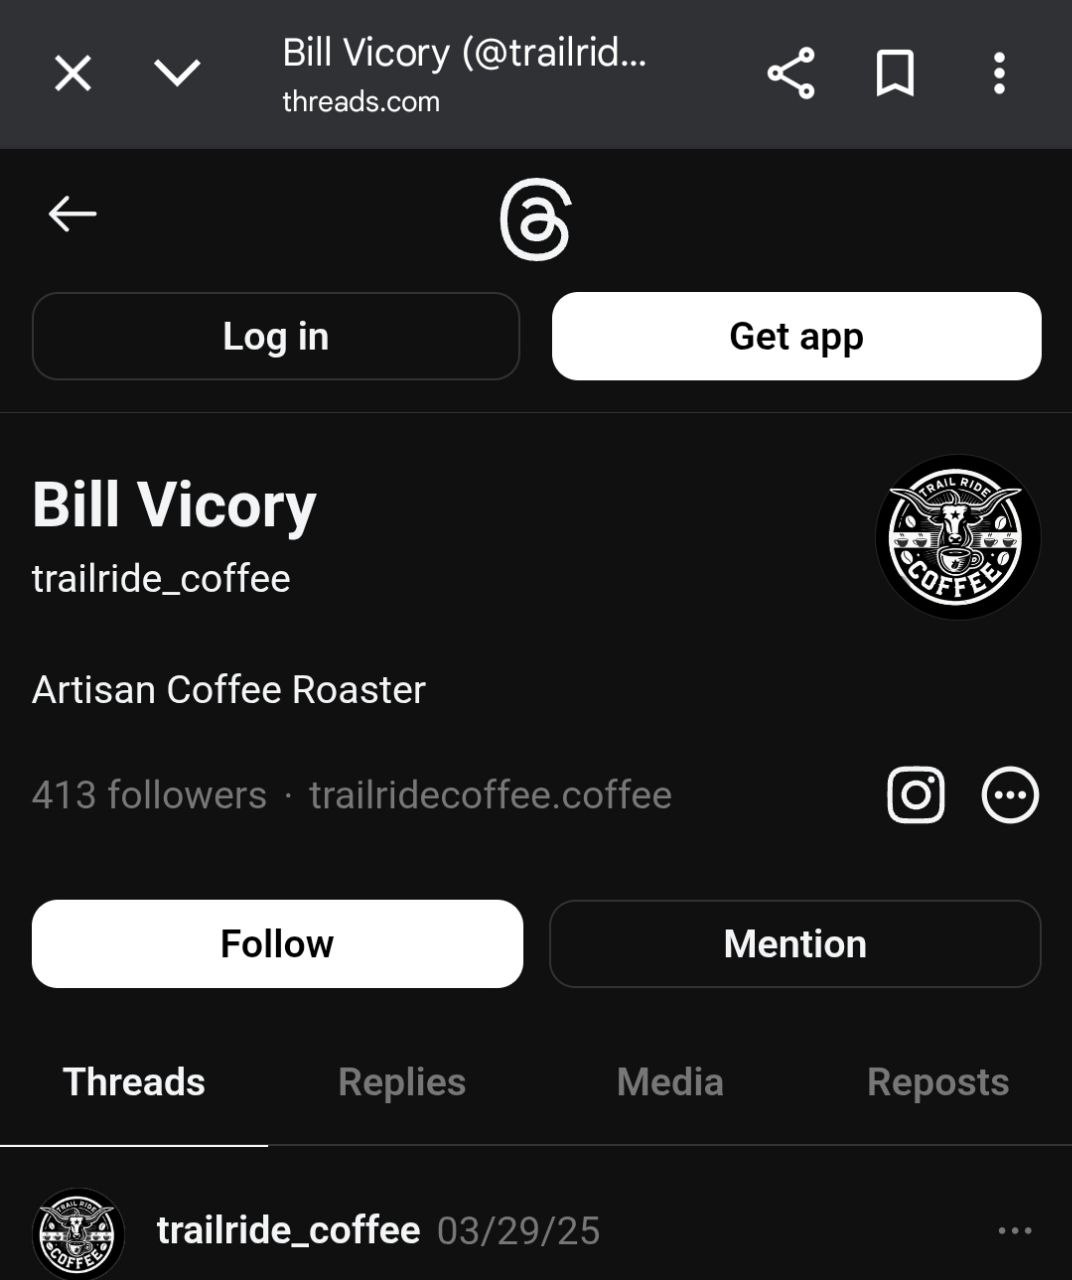 Bill Vicory (@trailrid...
threads.com
Log in
Get app
Bill Vicory
TRAIL RIDE
COFFEE
trailride_coffee
Artisan Coffee Roaster
413 followers · trailridecoffee.coffee
Follow
Mention
Threads
Replies
Media
Reposts
TRAIL RIDE
COFFEE
trailride_coffee 03/29/25